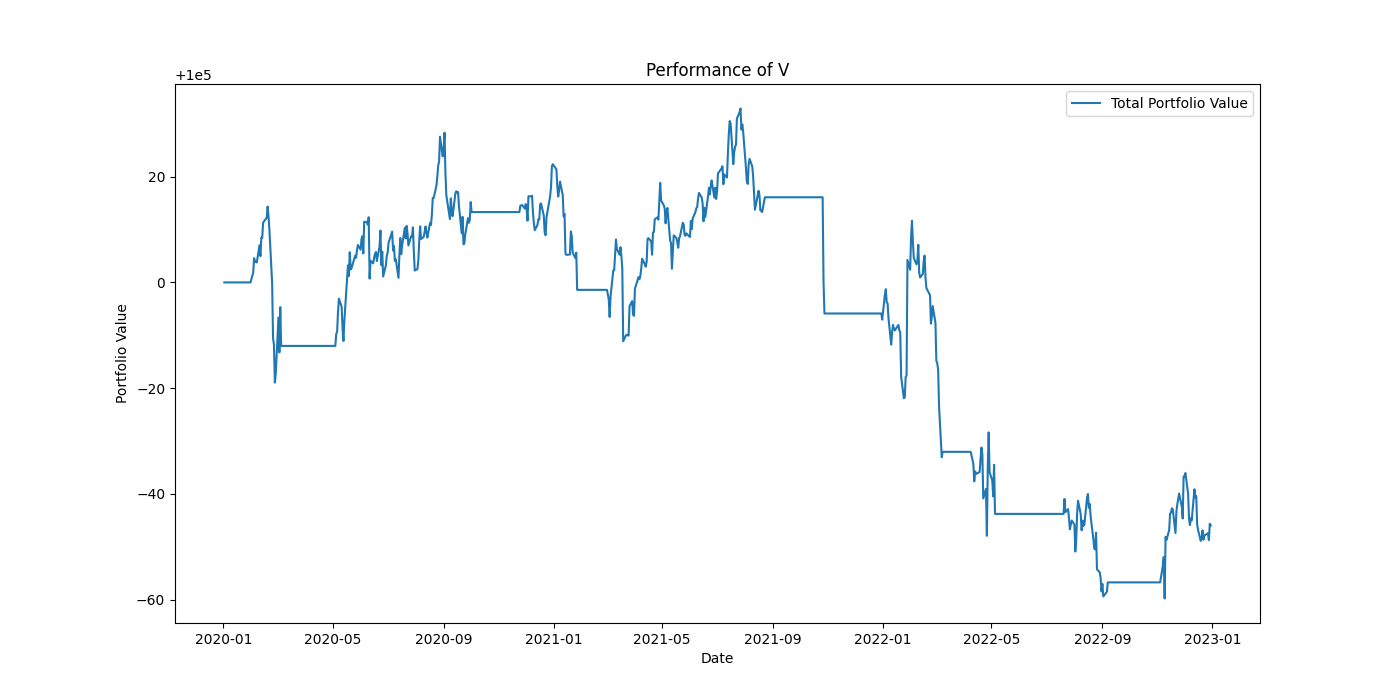 Performance of V
+1e5
Total Portfolio Value
Portfolio Value
20
0
−20
−40
−60
2020-01 2020-05 2020-09 2021-01 2021-05 2021-09 2022-01 2022-05 2022-09 2023-01
Date